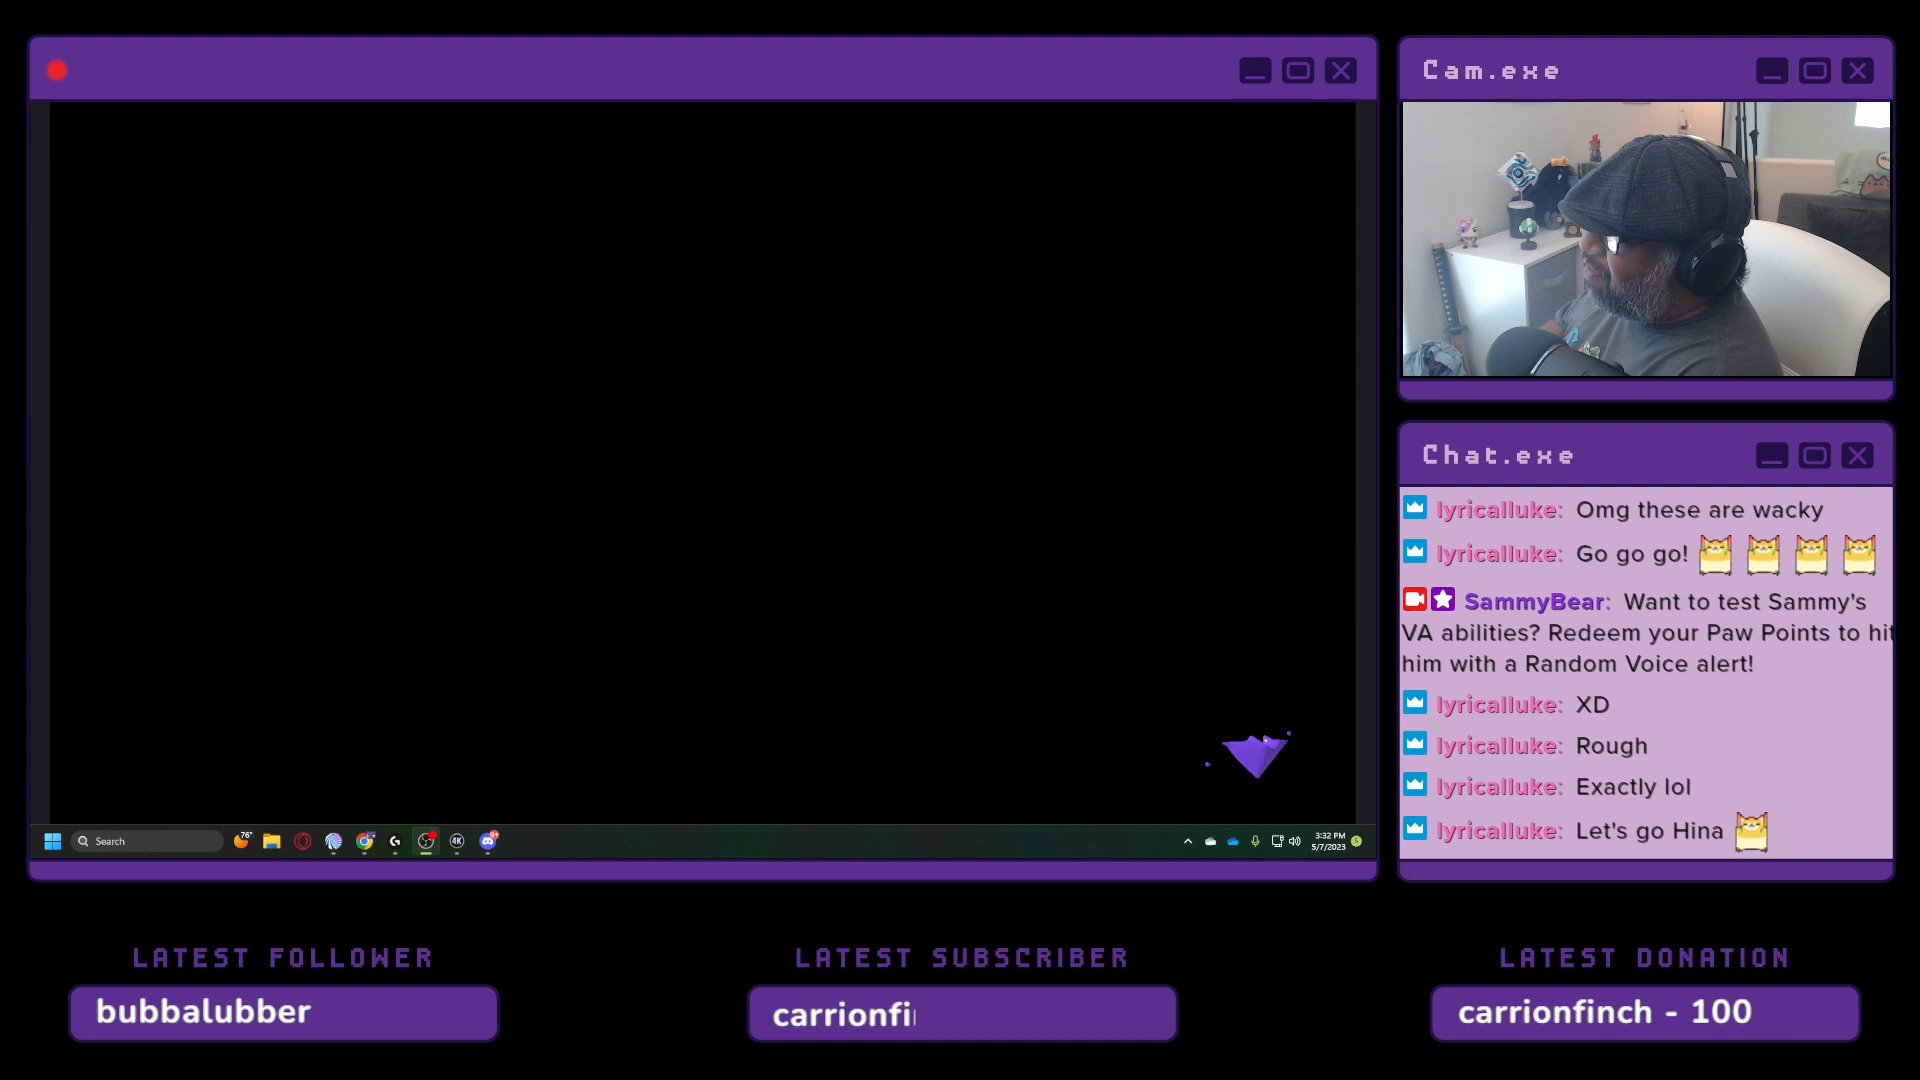 Cam.exe
Chat.exe
lyricalluke: Omg these are wacky
lyricalluke: Go go go!
SammyBear: Want to test Sammy's
VA abilities? Redeem your Paw Points to hit
him with a Random Voice alert!
lyricalluke: XD
lyricalluke: Rough
lyricalluke: Exactly lol
lyricalluke: Let's go Hina
Search
76°
4K
9+
3:32 PM
5/7/2023
LATEST FOLLOWER
bubbalubber
LATEST SUBSCRIBER
carrionfi
LATEST DONATION
carrionfinch - 100